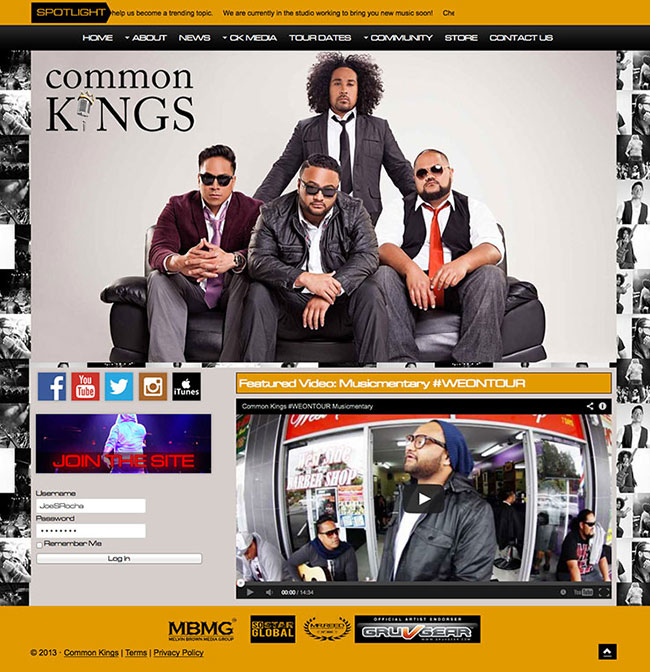 SPOTLIGHT help us become a trending topic. We are currently in the studio working to bring you new music soon! Che
HOME ABOUT NEWS CK MEDIA TOUR DATES COMMUNITY STORE CONTACT US
common
KINGS
You
Tube
iTunes
Featured Video: Musicmentary #WEONTOUR
Common Kings #WEONTOUR Musicmentary
JOIN THE SITE
BARBER SHOP
Username
JoeSRocha
Password
Remember Me
Log In
00:00 / 14:34
YouTube
MBMG
MELVIN BROWN MEDIA GROUP
GLOBAL
OFFICIAL ARTIST ENDORSER
GRUVGEAR
WWW.GRUVGEAR.COM
© 2013 · Common Kings | Terms | Privacy Policy